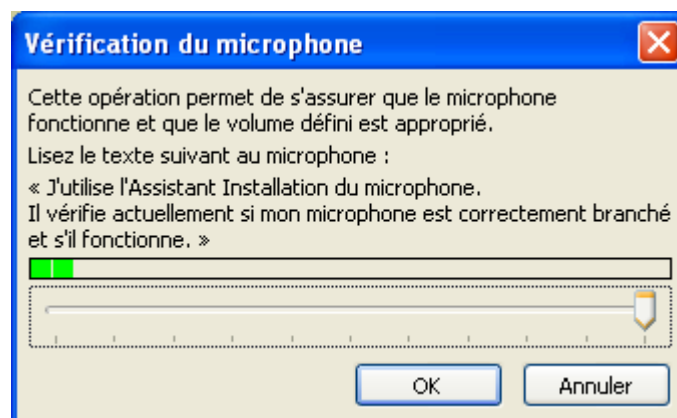 Vérification du microphone
Cette opération permet de s'assurer que le microphone
fonctionne et que le volume défini est approprié.
Lisez le texte suivant au microphone :
« J'utilise l'Assistant Installation du microphone.
Il vérifie actuellement si mon microphone est correctement branché
et s'il fonctionne. »
OK
Annuler